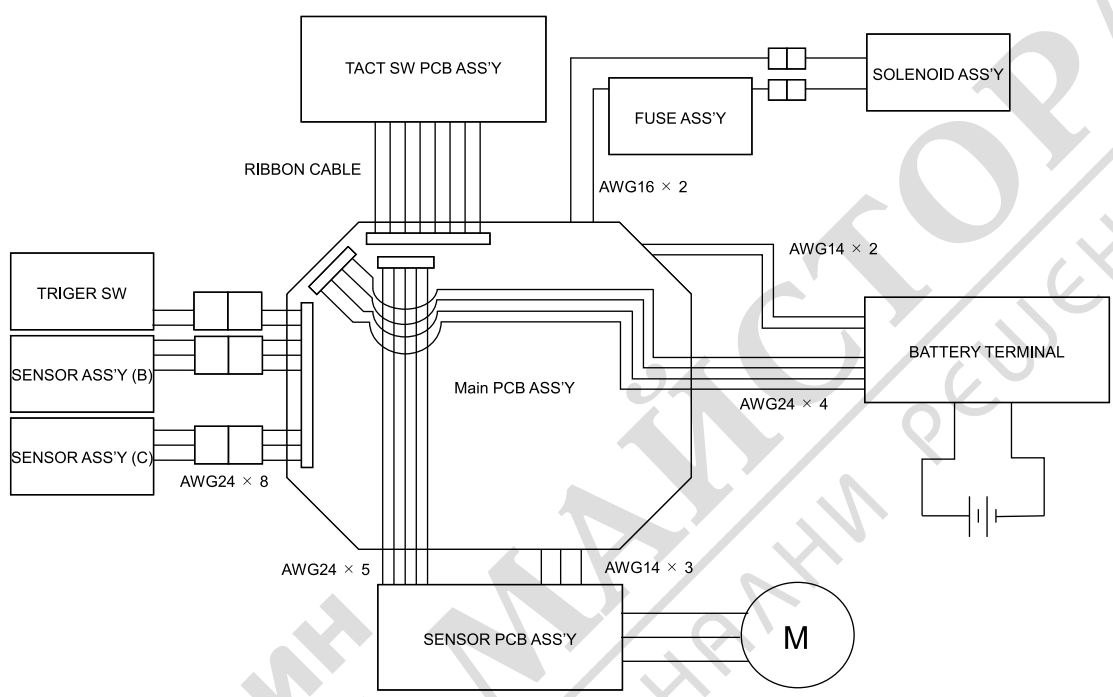 TACT SW PCB ASS'Y
SOLENOID ASS'Y
FUSE ASS'Y
RIBBON CABLE
AWG16 × 2
AWG14 × 2
TRIGER SW
SENSOR ASS'Y (B)
BATTERY TERMINAL
Main PCB ASS'Y
AWG24 × 4
SENSOR ASS'Y (C)
AWG24 × 8
AWG24 × 5
AWG14 × 3
SENSOR PCB ASS'Y
M
МАЙСТОР